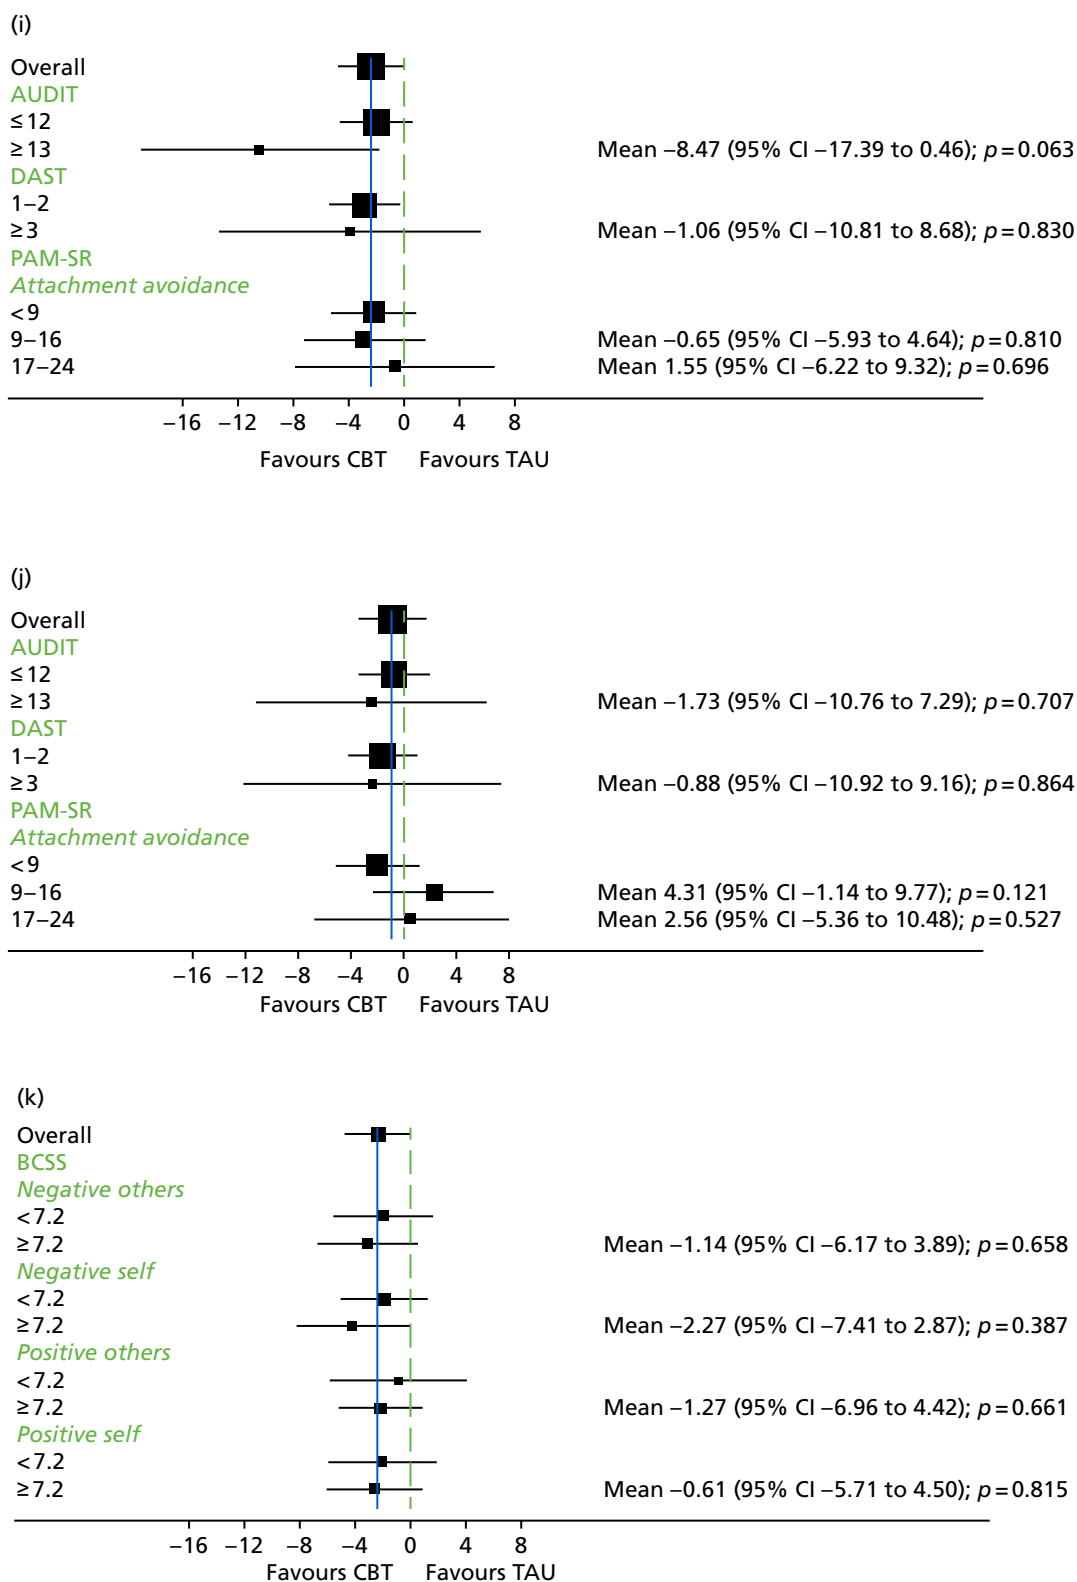 (i)
Overall
AUDIT
≤12
≥13 Mean −8.47 (95% CI −17.39 to 0.46); p=0.063
DAST
1–2
≥3 Mean −1.06 (95% CI −10.81 to 8.68); p=0.830
PAM-SR
Attachment avoidance
<9
9–16 Mean −0.65 (95% CI −5.93 to 4.64); p=0.810
17–24 Mean 1.55 (95% CI −6.22 to 9.32); p=0.696
−16 −12 −8 −4 0 4 8
Favours CBT Favours TAU
(j)
Overall
AUDIT
≤12
≥13 Mean −1.73 (95% CI −10.76 to 7.29); p=0.707
DAST
1–2
≥3 Mean −0.88 (95% CI −10.92 to 9.16); p=0.864
PAM-SR
Attachment avoidance
<9
9–16 Mean 4.31 (95% CI −1.14 to 9.77); p=0.121
17–24 Mean 2.56 (95% CI −5.36 to 10.48); p=0.527
−16 −12 −8 −4 0 4 8
Favours CBT Favours TAU
(k)
Overall
BCSS
Negative others
<7.2
≥7.2 Mean −1.14 (95% CI −6.17 to 3.89); p=0.658
Negative self
<7.2
≥7.2 Mean −2.27 (95% CI −7.41 to 2.87); p=0.387
Positive others
<7.2
≥7.2 Mean −1.27 (95% CI −6.96 to 4.42); p=0.661
Positive self
<7.2
≥7.2 Mean −0.61 (95% CI −5.71 to 4.50); p=0.815
−16 −12 −8 −4 0 4 8
Favours CBT Favours TAU